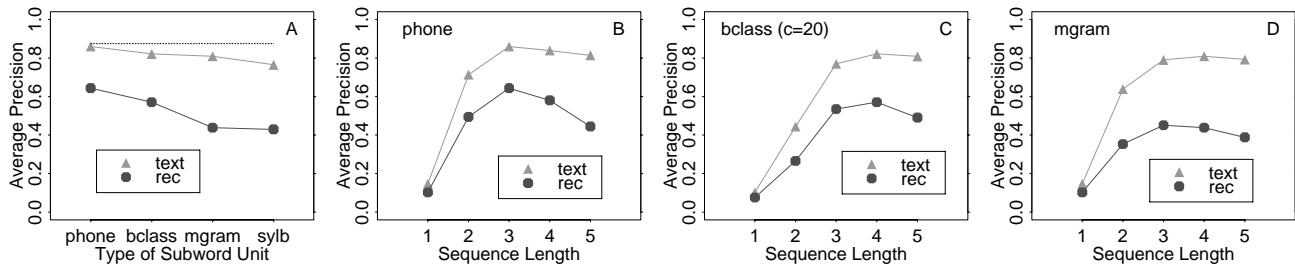 A
Average Precision
1.0
0.8
0.6
0.4
0.2
0.0
text
rec
phone bclass mgram sylb
Type of Subword Unit
phone B
Average Precision
1.0
0.8
0.6
0.4
0.2
0.0
text
rec
1 2 3 4 5
Sequence Length
bclass (c=20) C
Average Precision
1.0
0.8
0.6
0.4
0.2
0.0
text
rec
1 2 3 4 5
Sequence Length
mgram D
Average Precision
1.0
0.8
0.6
0.4
0.2
0.0
text
rec
1 2 3 4 5
Sequence Length